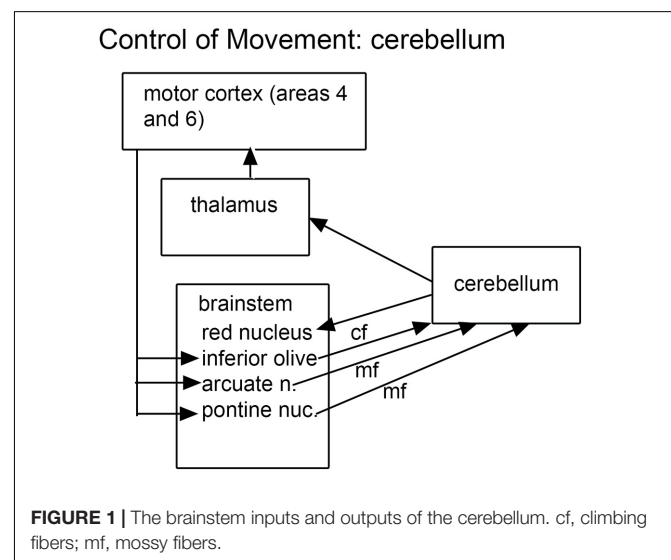 Control of Movement: cerebellum
motor cortex (areas 4
and 6)
thalamus
cerebellum
brainstem
red nucleus
cf
inferior olive
mf
arcuate n.
mf
pontine nuc.
FIGURE 1 | The brainstem inputs and outputs of the cerebellum. cf, climbing
fibers; mf, mossy fibers.